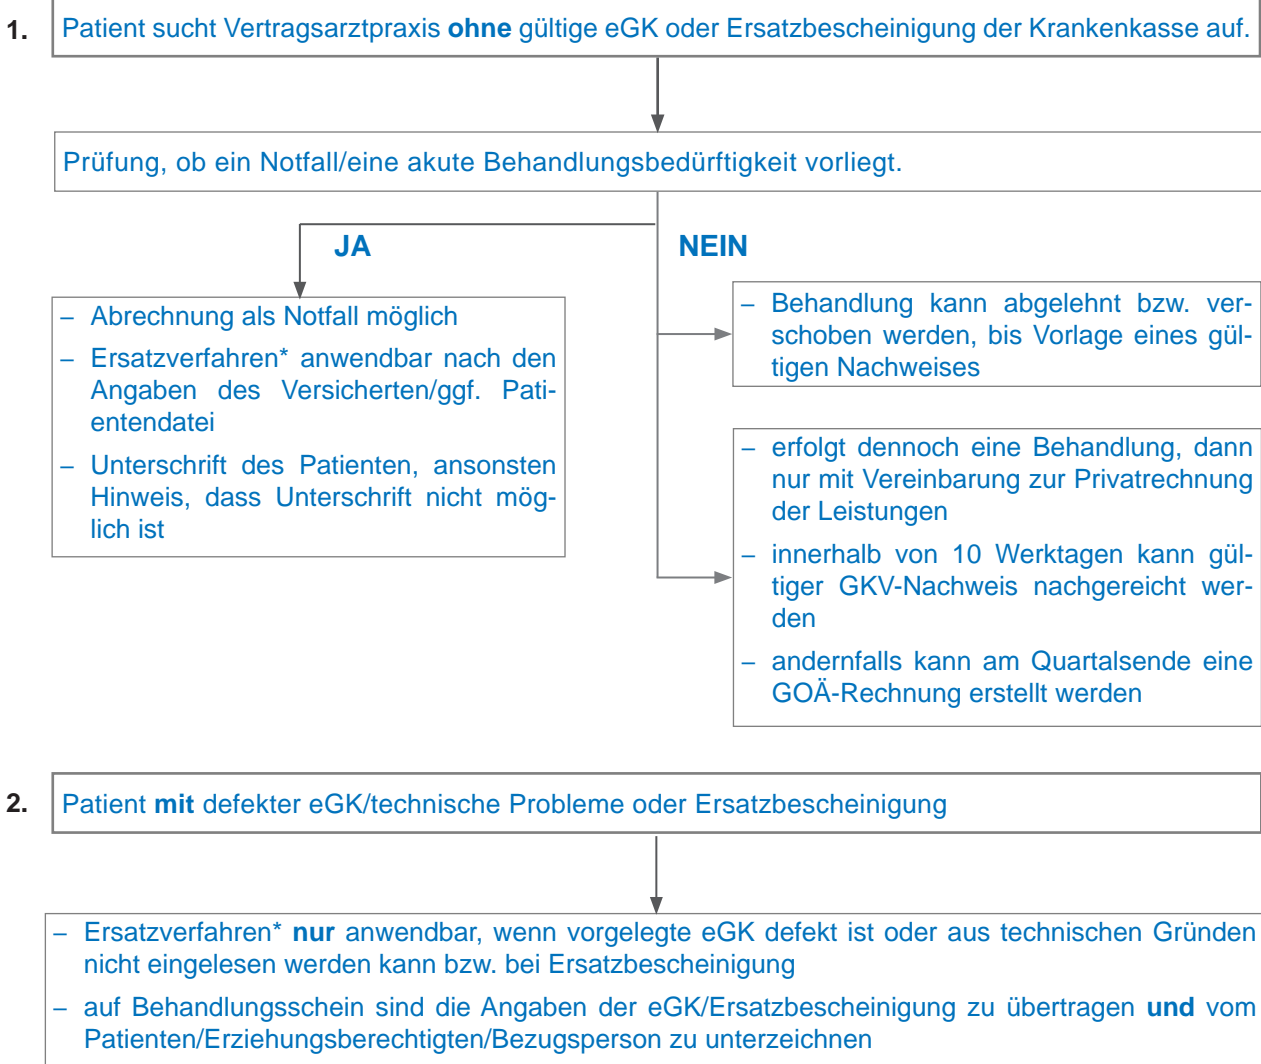 1. Patient sucht Vertragsarztpraxis ohne gültige eGK oder Ersatzbescheinigung der Krankenkasse auf.
Prüfung, ob ein Notfall/eine akute Behandlungsbedürftigkeit vorliegt.
JA
– Abrechnung als Notfall möglich
– Ersatzverfahren* anwendbar nach den
Angaben des Versicherten/ggf. Pati-
entendatei
– Unterschrift des Patienten, ansonsten
Hinweis, dass Unterschrift nicht mög-
lich ist
NEIN
– Behandlung kann abgelehnt bzw. ver-
schoben werden, bis Vorlage eines gül-
tigen Nachweises
– erfolgt dennoch eine Behandlung, dann
nur mit Vereinbarung zur Privatrechnung
der Leistungen
– innerhalb von 10 Werktagen kann gül-
tiger GKV-Nachweis nachgereicht wer-
den
– andernfalls kann am Quartalsende eine
GOÄ-Rechnung erstellt werden
2. Patient mit defekter eGK/technische Probleme oder Ersatzbescheinigung
– Ersatzverfahren* nur anwendbar, wenn vorgelegte eGK defekt ist oder aus technischen Gründen
nicht eingelesen werden kann bzw. bei Ersatzbescheinigung
– auf Behandlungsschein sind die Angaben der eGK/Ersatzbescheinigung zu übertragen und vom
Patienten/Erziehungsberechtigten/Bezugsperson zu unterzeichnen